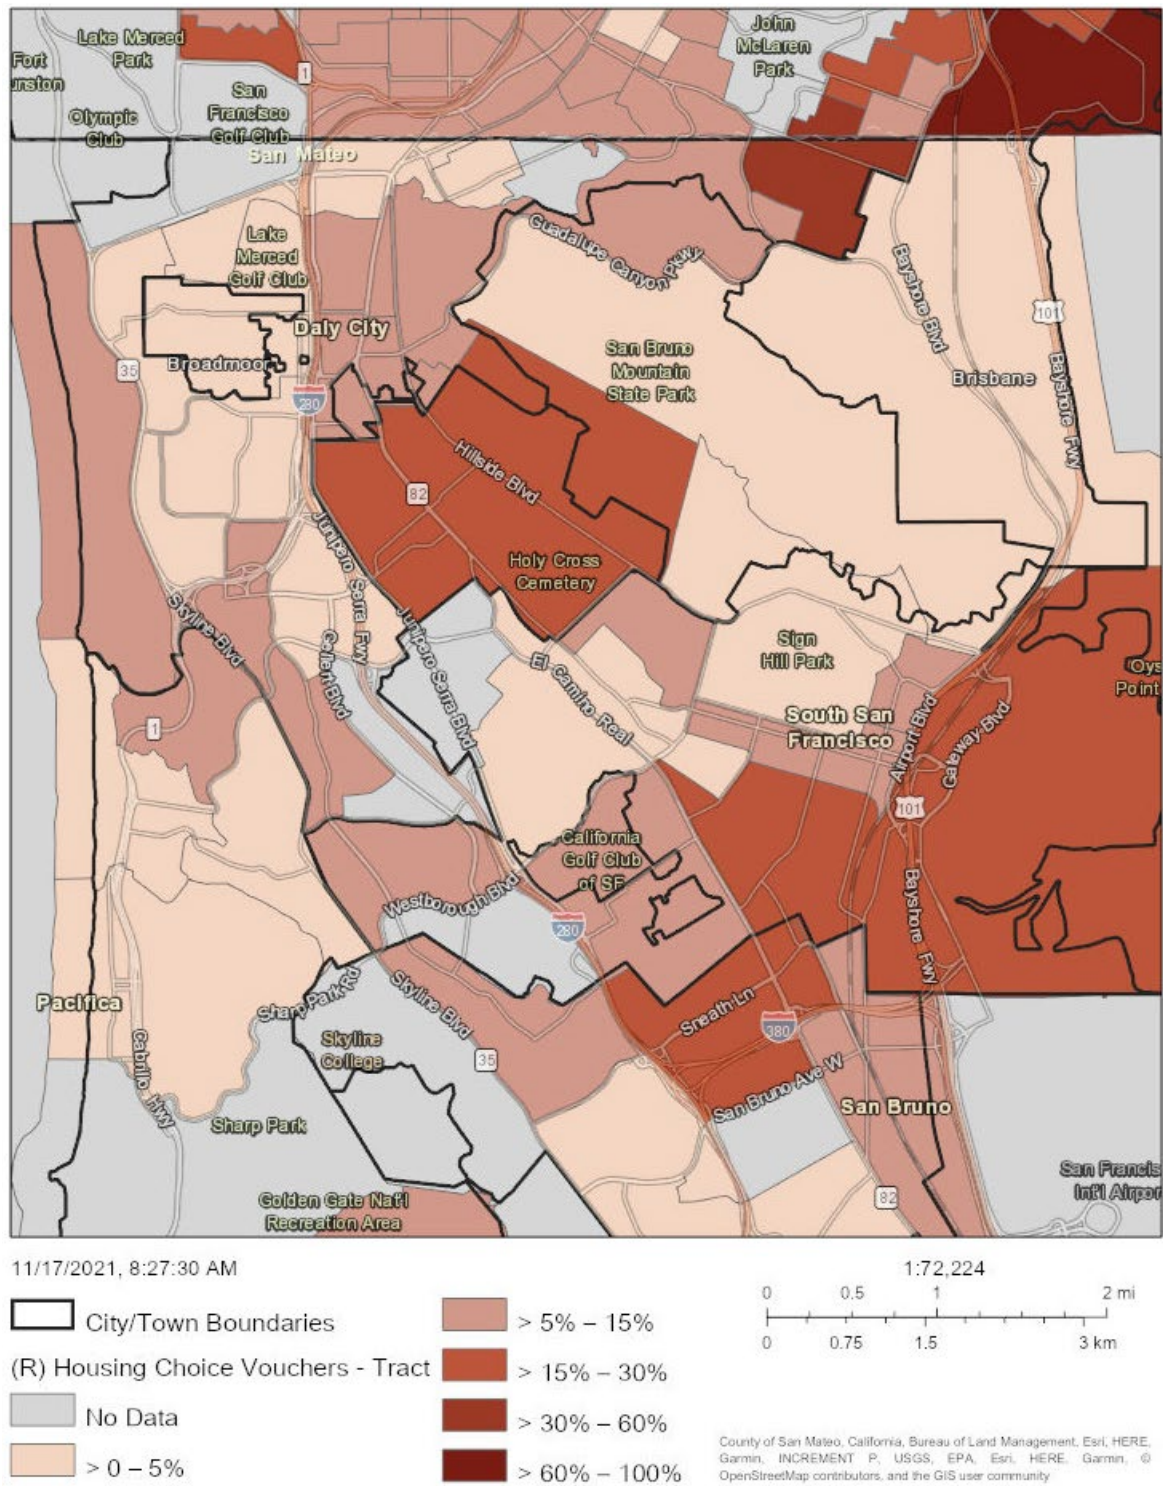 Lake Merced
Park
John
McLaren
Park
Fort
unston
1
San
Francisco
Golf Club
Olympic
Club
San Mateo
Lake
Merced
Golf Club
Guadalupe Canyon Pkwy
Bayshore Blvd
101
Daly City
Broadmoor
35
San Bruno
Mountain
State Park
Brisbane
280
Bayshore Fwy
Hillside Blvd
82
Junipero Serra Fwy
Holy Cross
Cemetery
Skyline Blvd
Gellert Blvd
Junipero Serra Blvd
El Camino Real
Sign
Hill Park
Oys
Point
1
South San
Francisco
Airport Blvd
Gateway Blvd
101
California
Golf Club
of SF
Westborough Blvd
280
Bayshore Fwy
Pacifica
Sharp Park Rd
Skyline Blvd
Sneath Ln
380
Skyline
College
35
Cabrillo Hwy
San Bruno Ave W
San Bruno
Sharp Park
San Francis
Int'l Airpor
82
Golden Gate Nat'l
Recreation Area
11/17/2021, 8:27:30 AM
1:72,224
0 0.5 1 2 mi
0 0.75 1.5 3 km
City/Town Boundaries
(R) Housing Choice Vouchers - Tract
No Data
> 0 – 5%
> 5% – 15%
> 15% – 30%
> 30% – 60%
> 60% – 100%
County of San Mateo, California, Bureau of Land Management, Esri, HERE,
Garmin, INCREMENT P, USGS, EPA, Esri, HERE, Garmin, ©
OpenStreetMap contributors, and the GIS user community